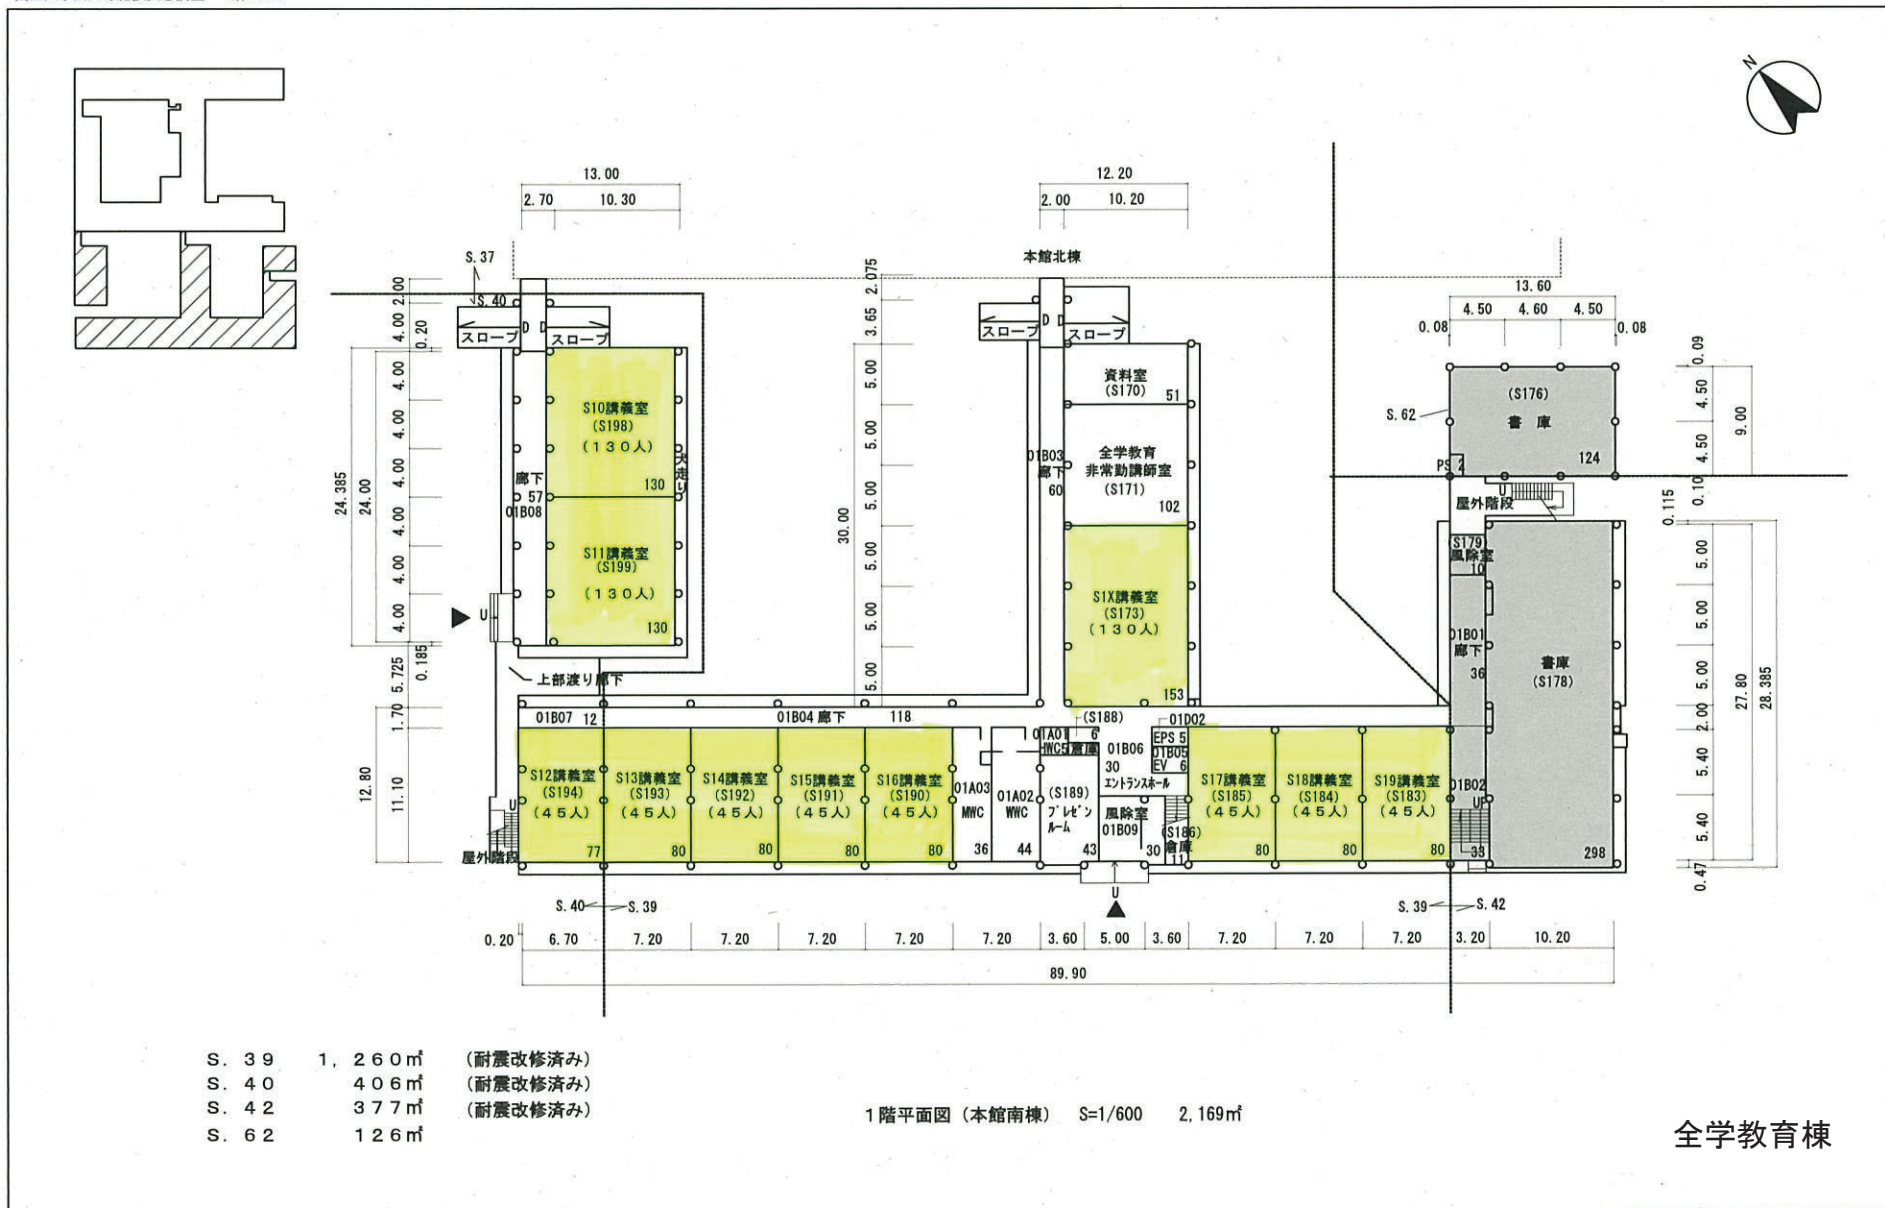 N
13.00
2.70
10.30
12.20
2.00
10.20
本館北棟
S.37
S.40
13.60
4.50
4.60
4.50
0.08
0.08
2.00
4.00
0.20
4.00
4.00
4.00
4.00
4.00
4.00
24.385
24.00
0.185
5.725
1.70
11.10
12.80
スロープ
D D
スロープ
S10講義室
(S198)
(130人)
130
犬走り
廊下
57
01B08
S11講義室
(S199)
(130人)
130
U
上部渡り廊下
2.075
3.65
5.00
5.00
5.00
5.00
5.00
5.00
30.00
スロープ
D D
スロープ
資料室
(S170)
51
01B03
廊下
60
全学教育
非常勤講師室
(S171)
102
S1X講義室
(S173)
(130人)
153
S.62
(S176)
書 庫
124
PS 2
U
屋外階段
(S179)
風除室
10
01B01
廊下
36
書庫
(S178)
298
01B02
UP
33
0.09
4.50
4.50
9.00
0.10
0.115
5.00
5.00
5.00
2.00
5.40
5.40
0.47
27.80
28.385
01B07 12
01B04 廊下 118
S12講義室
(S194)
(45人)
77
S13講義室
(S193)
(45人)
80
S14講義室
(S192)
(45人)
80
S15講義室
(S191)
(45人)
80
S16講義室
(S190)
(45人)
80
01A03
MWC
36
01A02
WWC
44
01A01
HWC5
(S188)
6
倉庫
(S189)
プレゼン
ルーム
43
01B06
30
エントランスホール
01D02
EPS 5
01B05
EV 6
風除室
01B09
30
(S186)
倉庫
11
S17講義室
(S185)
(45人)
80
S18講義室
(S184)
(45人)
80
S19講義室
(S183)
(45人)
80
U
屋外階段
U
S.40
S.39
S.39
S.42
0.20
6.70
7.20
7.20
7.20
7.20
7.20
3.60
5.00
3.60
7.20
7.20
7.20
3.20
10.20
89.90
S. 39 1,260㎡ (耐震改修済み)
S. 40 406㎡ (耐震改修済み)
S. 42 377㎡ (耐震改修済み)
S. 62 126㎡
1階平面図(本館南棟) S=1/600 2,169㎡
全学教育棟